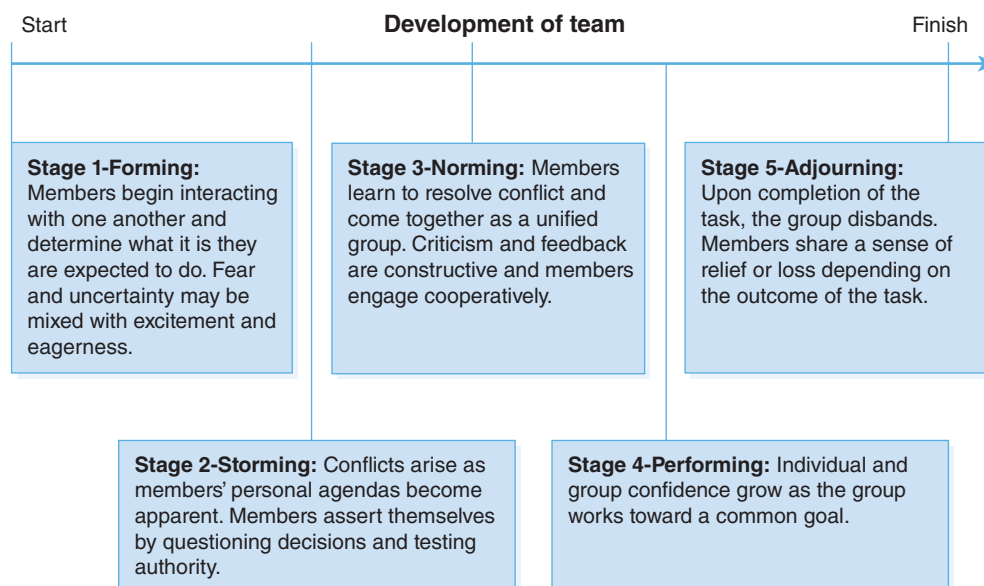 Start
Development of team
Finish
Stage 1-Forming:
Members begin interacting
with one another and
determine what it is they
are expected to do. Fear
and uncertainty may be
mixed with excitement and
eagerness.
Stage 3-Norming: Members
learn to resolve conflict and
come together as a unified
group. Criticism and feedback
are constructive and members
engage cooperatively.
Stage 5-Adjourning:
Upon completion of the
task, the group disbands.
Members share a sense of
relief or loss depending on
the outcome of the task.
Stage 2-Storming: Conflicts arise as
members’ personal agendas become
apparent. Members assert themselves
by questioning decisions and testing
authority.
Stage 4-Performing: Individual and
group confidence grow as the group
works toward a common goal.